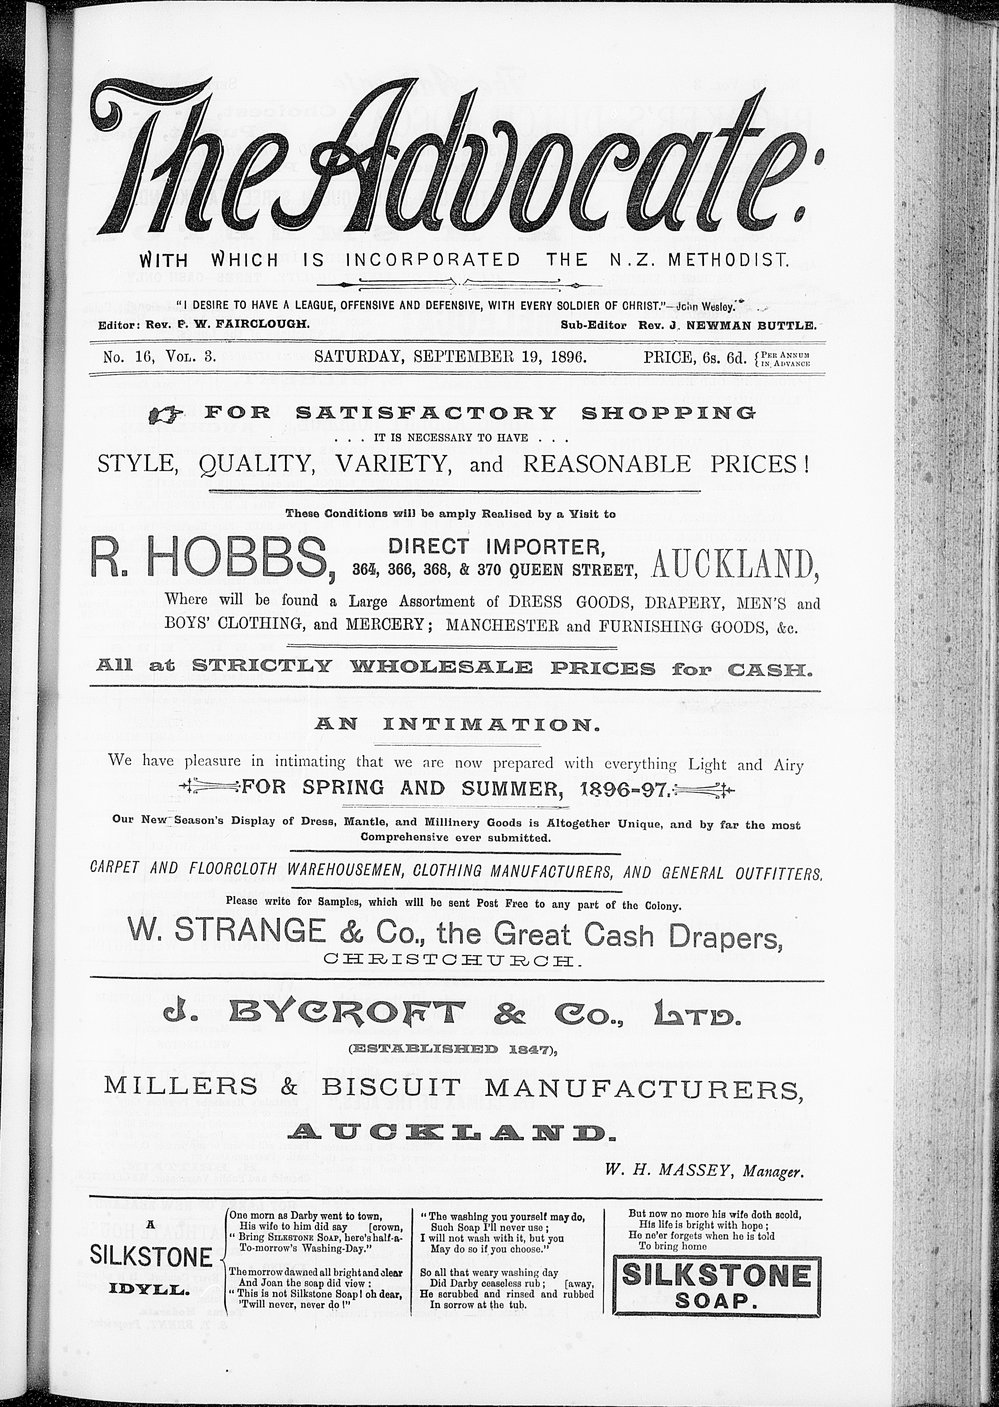 The Advocate:
WITH WHICH IS INCORPORATED THE N.Z. METHODIST.
"I DESIRE TO HAVE A LEAGUE, OFFENSIVE AND DEFENSIVE, WITH EVERY SOLDIER OF CHRIST."—John Wesley.
Editor: Rev. P. W. FAIRCLOUGH. Sub-Editor Rev. J. NEWMAN BUTTLE.
No. 16, VOL. 3. SATURDAY, SEPTEMBER 19, 1896. PRICE, 6s. 6d. { PER ANNUM
{ IN ADVANCE
FOR SATISFACTORY SHOPPING
. . . IT IS NECESSARY TO HAVE . . .
STYLE, QUALITY, VARIETY, and REASONABLE PRICES!
These Conditions will be amply Realised by a Visit to
R. HOBBS, DIRECT IMPORTER,
364, 366, 368, & 370 QUEEN STREET, AUCKLAND,
Where will be found a Large Assortment of DRESS GOODS, DRAPERY, MEN'S and
BOYS' CLOTHING, and MERCERY; MANCHESTER and FURNISHING GOODS, &c.
All at STRICTLY WHOLESALE PRICES for CASH.
AN INTIMATION.
We have pleasure in intimating that we are now prepared with everything Light and Airy
FOR SPRING AND SUMMER, 1896-97.
Our New Season's Display of Dress, Mantle, and Millinery Goods is Altogether Unique, and by far the most
Comprehensive ever submitted.
CARPET AND FLOORCLOTH WAREHOUSEMEN, CLOTHING MANUFACTURERS, AND GENERAL OUTFITTERS.
Please write for Samples, which will be sent Post Free to any part of the Colony.
W. STRANGE & Co., the Great Cash Drapers,
CHRISTCHURCH.
J. BYCROFT & Co., LTD.
(ESTABLISHED 1847),
MILLERS & BISCUIT MANUFACTURERS,
AUCKLAND.
W. H. MASSEY, Manager.
A
SILKSTONE
IDYLL.
One morn as Darby went to town,
His wife to him did say [crown,
"Bring SILKSTONE SOAP, here's half-a-
To-morrow's Washing-Day."
The morrow dawned all bright and clear
And Joan the soap did view:
"This is not Silkstone Soap! oh dear,
'Twill never, never do!"
"The washing you yourself may do,
Such Soap I'll never use;
I will not wash with it, but you
May do so if you choose."
So all that weary washing day
Did Darby ceaseless rub; [away,
He scrubbed and rinsed and rubbed
In sorrow at the tub.
But now no more his wife doth scold,
His life is bright with hope;
He ne'er forgets when he is told
To bring home
SILKSTONE
SOAP.